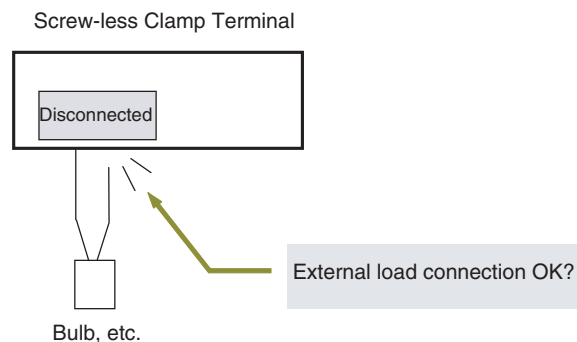 Screw-less Clamp Terminal
Disconnected
External load connection OK?
Bulb, etc.